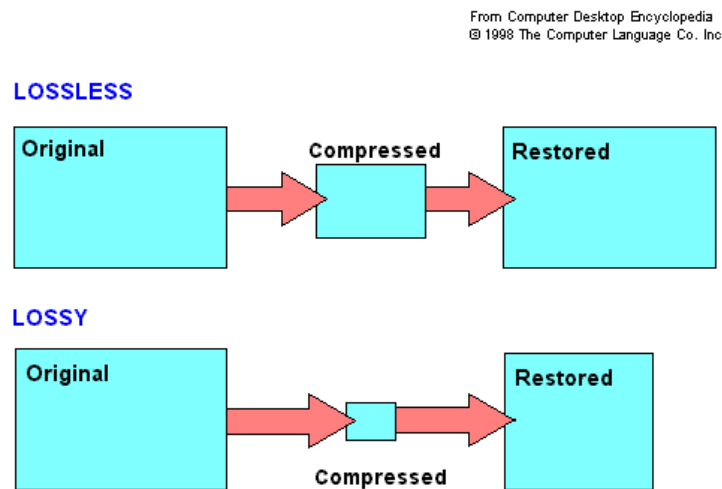 From Computer Desktop Encyclopedia
© 1998 The Computer Language Co. Inc
LOSSLESS
Original
Compressed
Restored
LOSSY
Original
Restored
Compressed